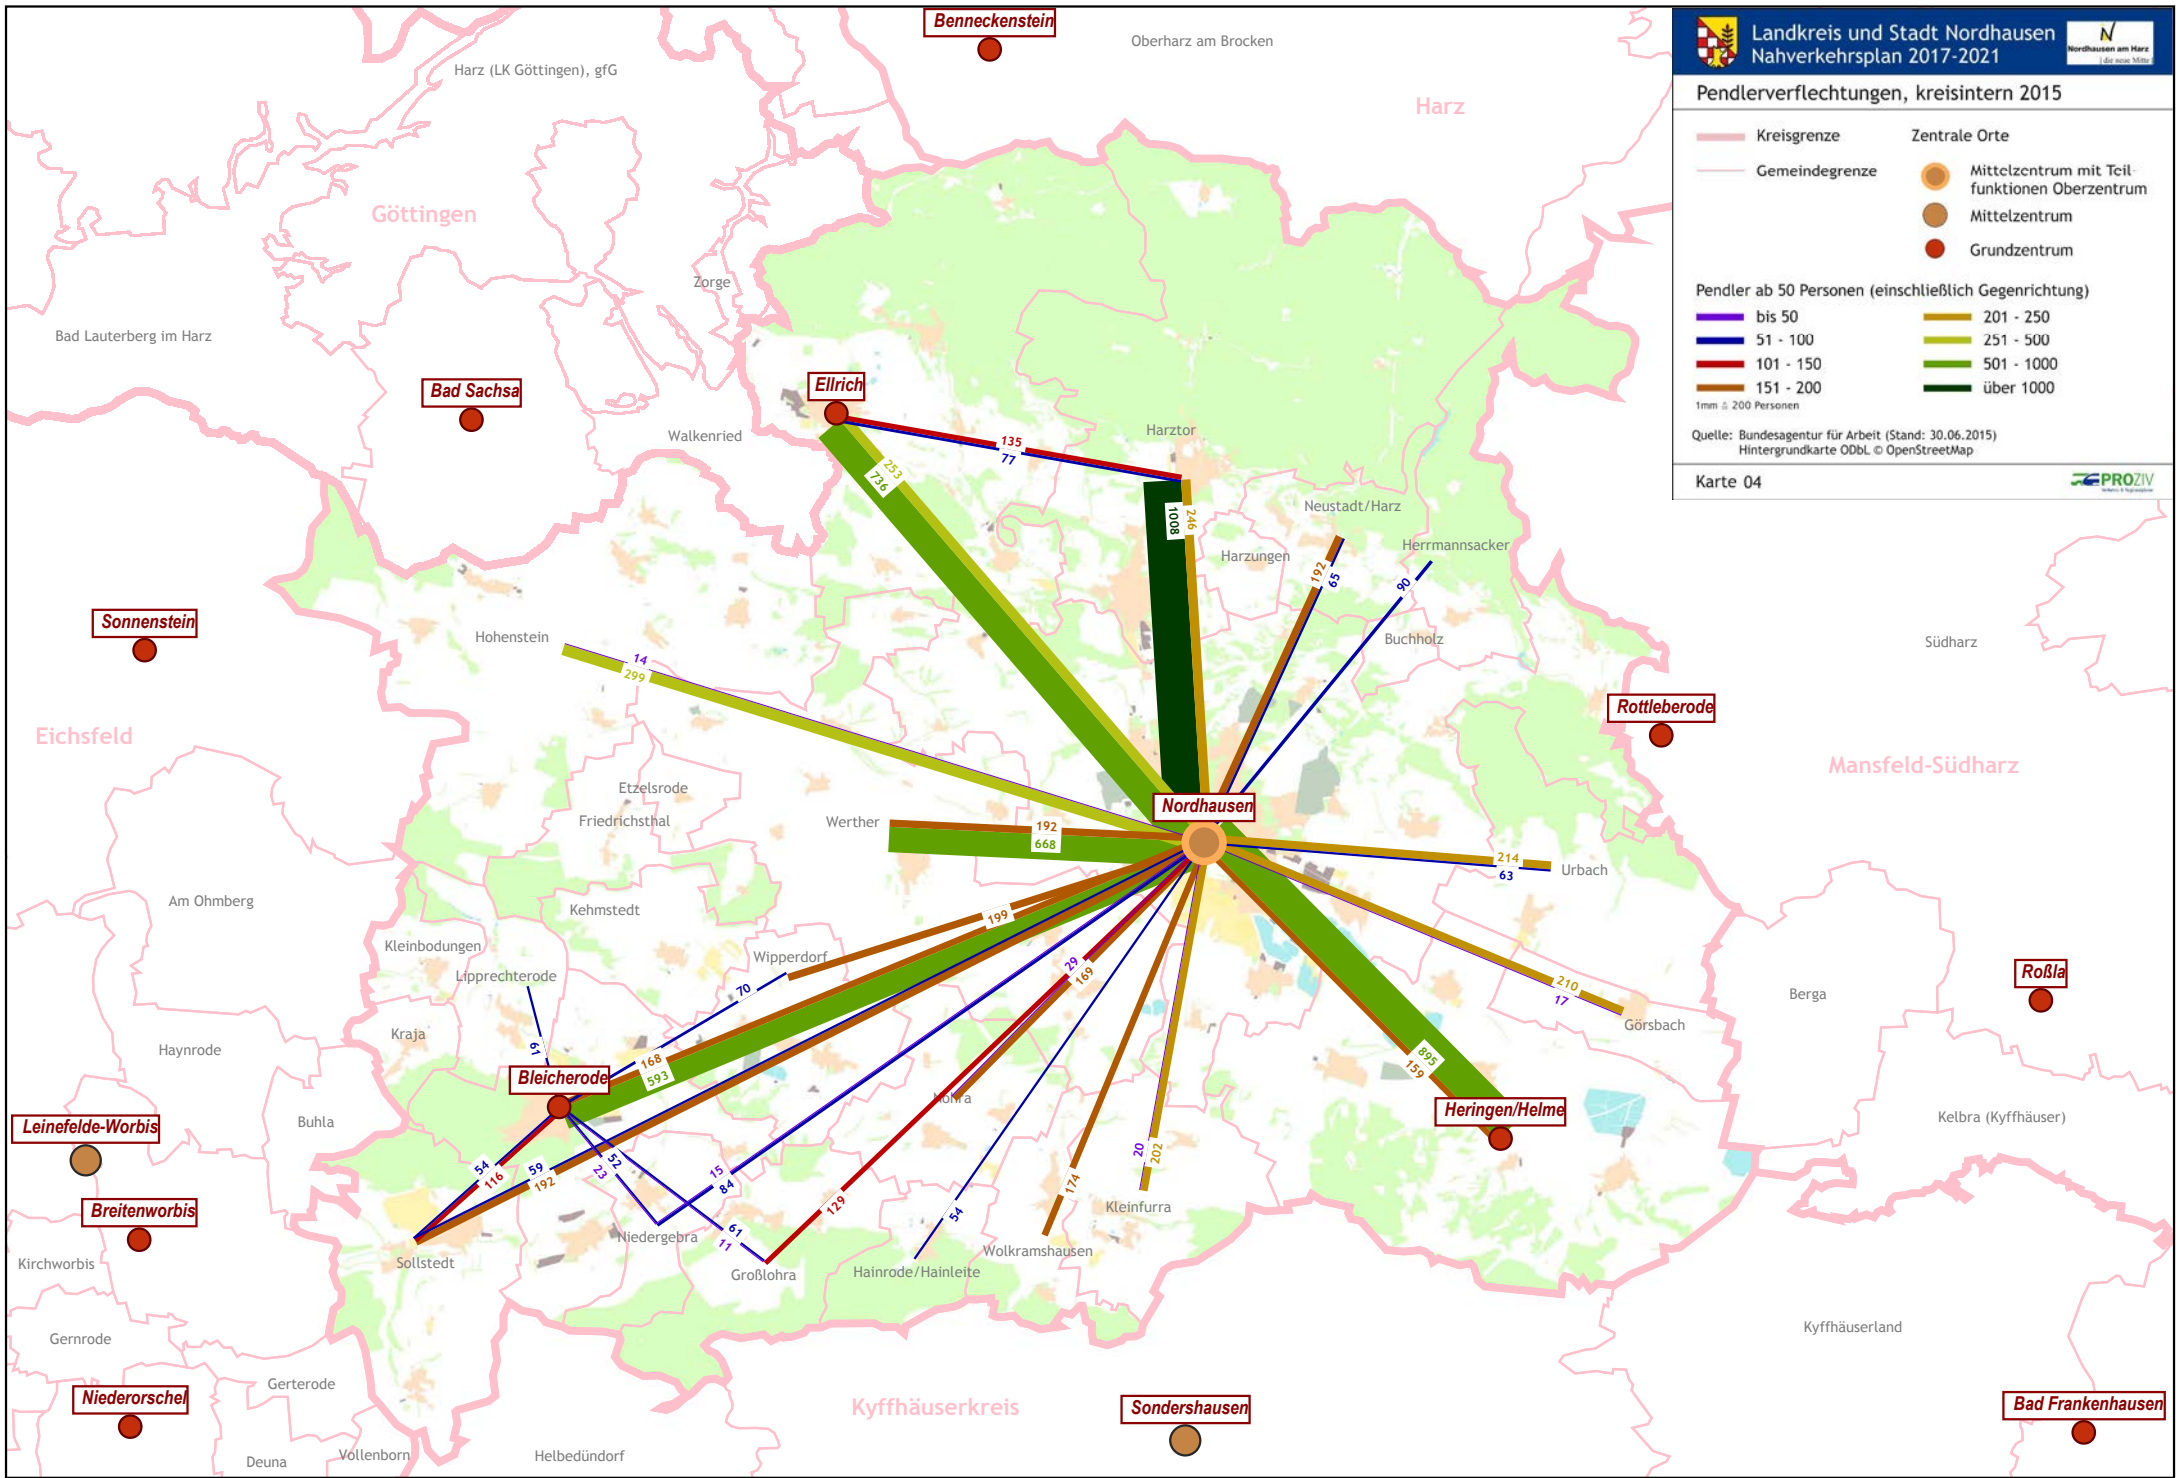 Landkreis und Stadt Nordhausen
Nahverkehrsplan 2017-2021
N
Nordhausen am Harz
| die neue Mitte |
Pendlerverflechtungen, kreisintern 2015
Kreisgrenze
Gemeindegrenze
Zentrale Orte
Mittelzentrum mit Teil-
funktionen Oberzentrum
Mittelzentrum
Grundzentrum
Pendler ab 50 Personen (einschließlich Gegenrichtung)
bis 50
51 - 100
101 - 150
151 - 200
201 - 250
251 - 500
501 - 1000
über 1000
1mm ≙ 200 Personen
Quelle: Bundesagentur für Arbeit (Stand: 30.06.2015)
Hintergrundkarte ODbL © OpenStreetMap
Karte 04
PROZIV
Benneckenstein
Oberharz am Brocken
Harz (LK Göttingen), gfG
Harz
Göttingen
Zorge
Bad Lauterberg im Harz
Bad Sachsa
Ellrich
Walkenried
Harztor
135
77
253
736
1008
246
Neustadt/Harz
Harzungen
Herrmannsacker
192
65
90
Sonnenstein
Hohenstein
14
299
Buchholz
Südharz
Rottleberode
Eichsfeld
Mansfeld-Südharz
Etzelsrode
Friedrichsthal
Werther
192
668
Nordhausen
214
63
Urbach
Am Ohmberg
Kehmstedt
199
Kleinbodungen
Lipprechterode
Wipperdorf
70
29
169
210
17
Görsbach
Berga
Roßla
Kraja
Haynrode
61
168
593
Bleicherode
Nohra
895
159
Heringen/Helme
Kelbra (Kyffhäuser)
Buhla
Leinefelde-Worbis
54
116
59
192
52
23
15
84
20
202
174
Breitenworbis
Kirchworbis
Sollstedt
Niedergebra
61
11
Großlohra
129
54
Hainrode/Hainleite
Wolkramshausen
Kleinfurra
Gernrode
Kyffhäuserland
Gerterode
Niederorschel
Kyffhäuserkreis
Sondershausen
Bad Frankenhausen
Deuna
Vollenborn
Helbedündorf